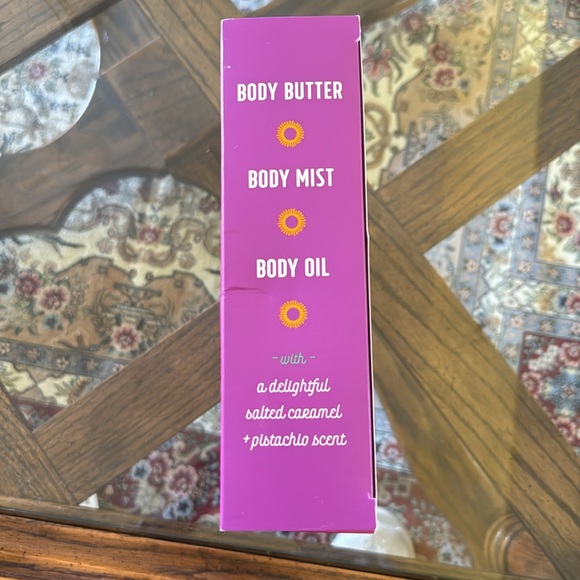 BODY BUTTER
BODY MIST
BODY OIL
- with -
a delightful
salted caramel
+ pistachio scent